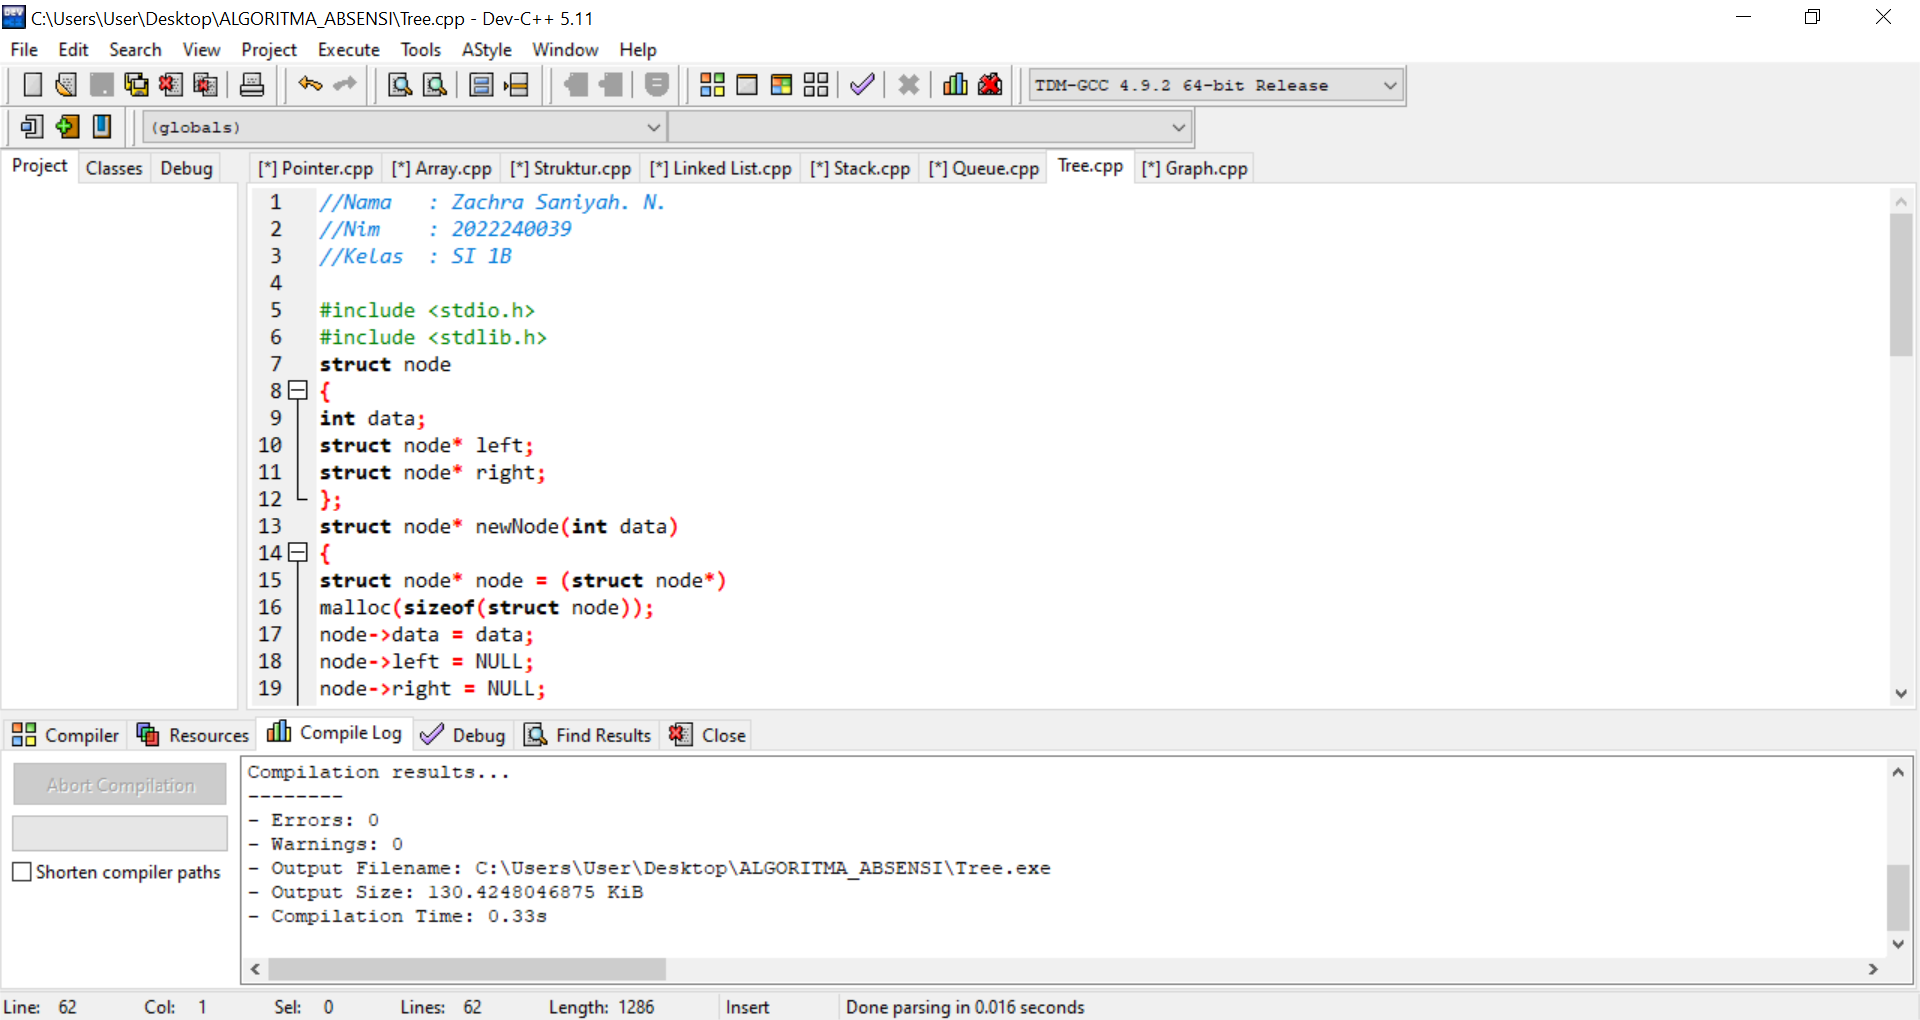 C:\Users\User\Desktop\ALGORITMA_ABSENSI\Tree.cpp - Dev-C++ 5.11
File Edit Search View Project Execute Tools AStyle Window Help
TDM-GCC 4.9.2 64-bit Release
(globals)
Project Classes Debug [*] Pointer.cpp [*] Array.cpp [*] Struktur.cpp [*] Linked List.cpp [*] Stack.cpp [*] Queue.cpp Tree.cpp [*] Graph.cpp
1 //Nama   : Zachra Saniyah. N.
2 //Nim    : 2022240039
3 //Kelas  : SI 1B
4
5 #include <stdio.h>
6 #include <stdlib.h>
7 struct node
8 {
9 int data;
10 struct node* left;
11 struct node* right;
12 };
13 struct node* newNode(int data)
14 {
15 struct node* node = (struct node*)
16 malloc(sizeof(struct node));
17 node->data = data;
18 node->left = NULL;
19 node->right = NULL;
Compiler Resources Compile Log Debug Find Results Close
Abort Compilation
Shorten compiler paths
Compilation results...
--------
- Errors: 0
- Warnings: 0
- Output Filename: C:\Users\User\Desktop\ALGORITMA_ABSENSI\Tree.exe
- Output Size: 130.4248046875 KiB
- Compilation Time: 0.33s
Line: 62 Col: 1 Sel: 0 Lines: 62 Length: 1286 Insert Done parsing in 0.016 seconds